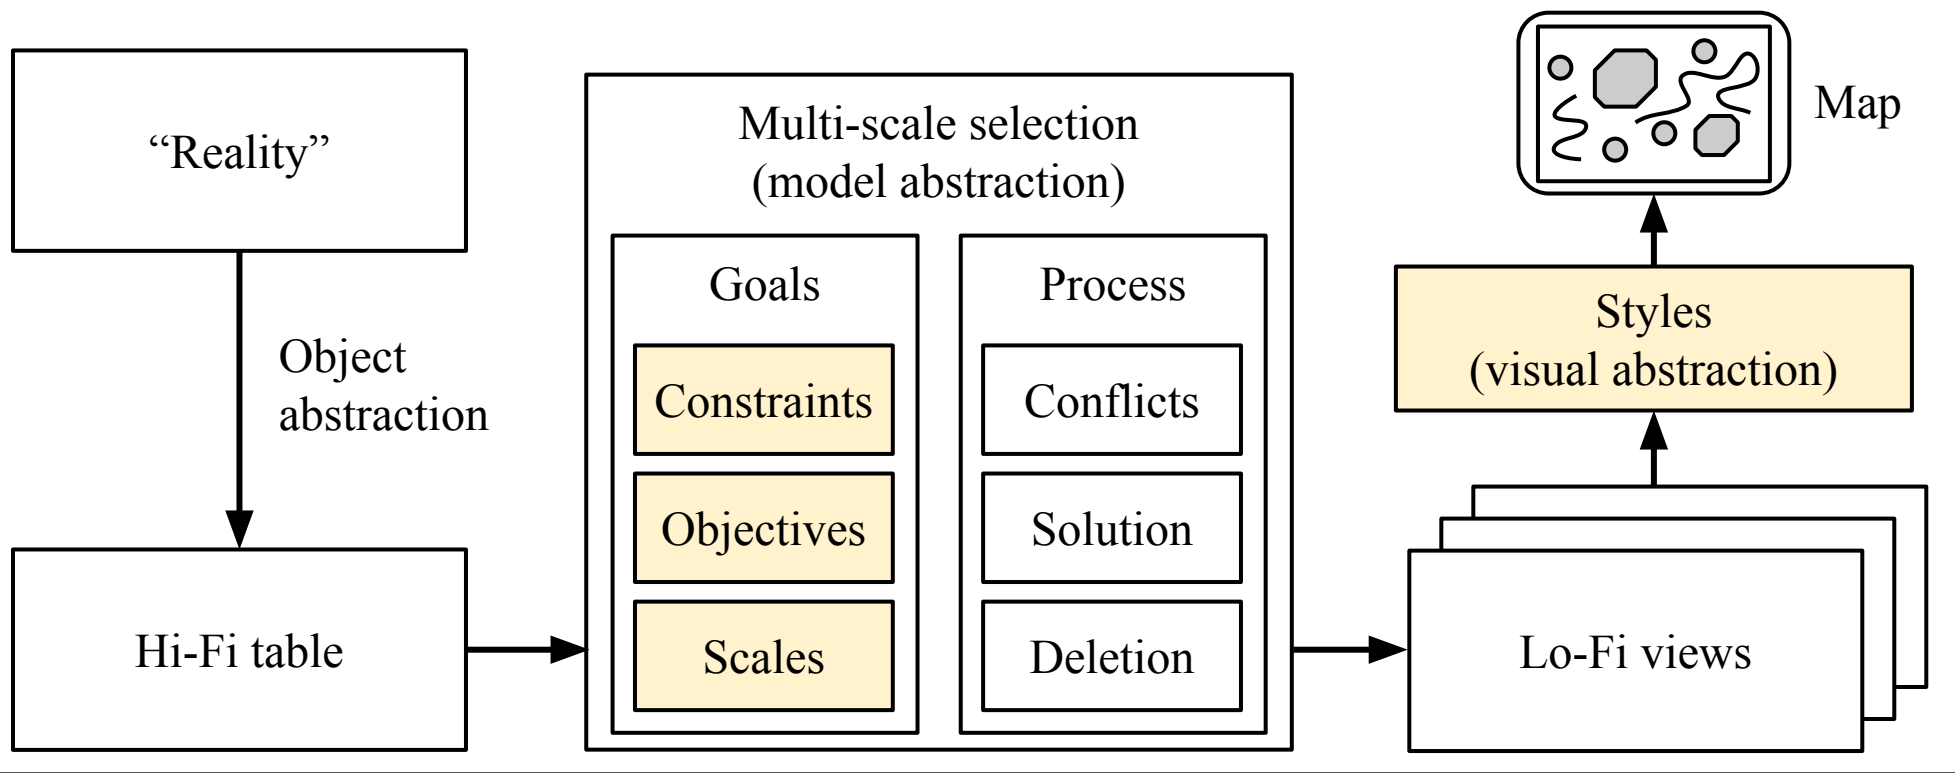 “Reality”
Object
abstraction
Hi-Fi table
Multi-scale selection
(model abstraction)
Goals
Constraints
Objectives
Scales
Process
Conflicts
Solution
Deletion
Map
Styles
(visual abstraction)
Lo-Fi views